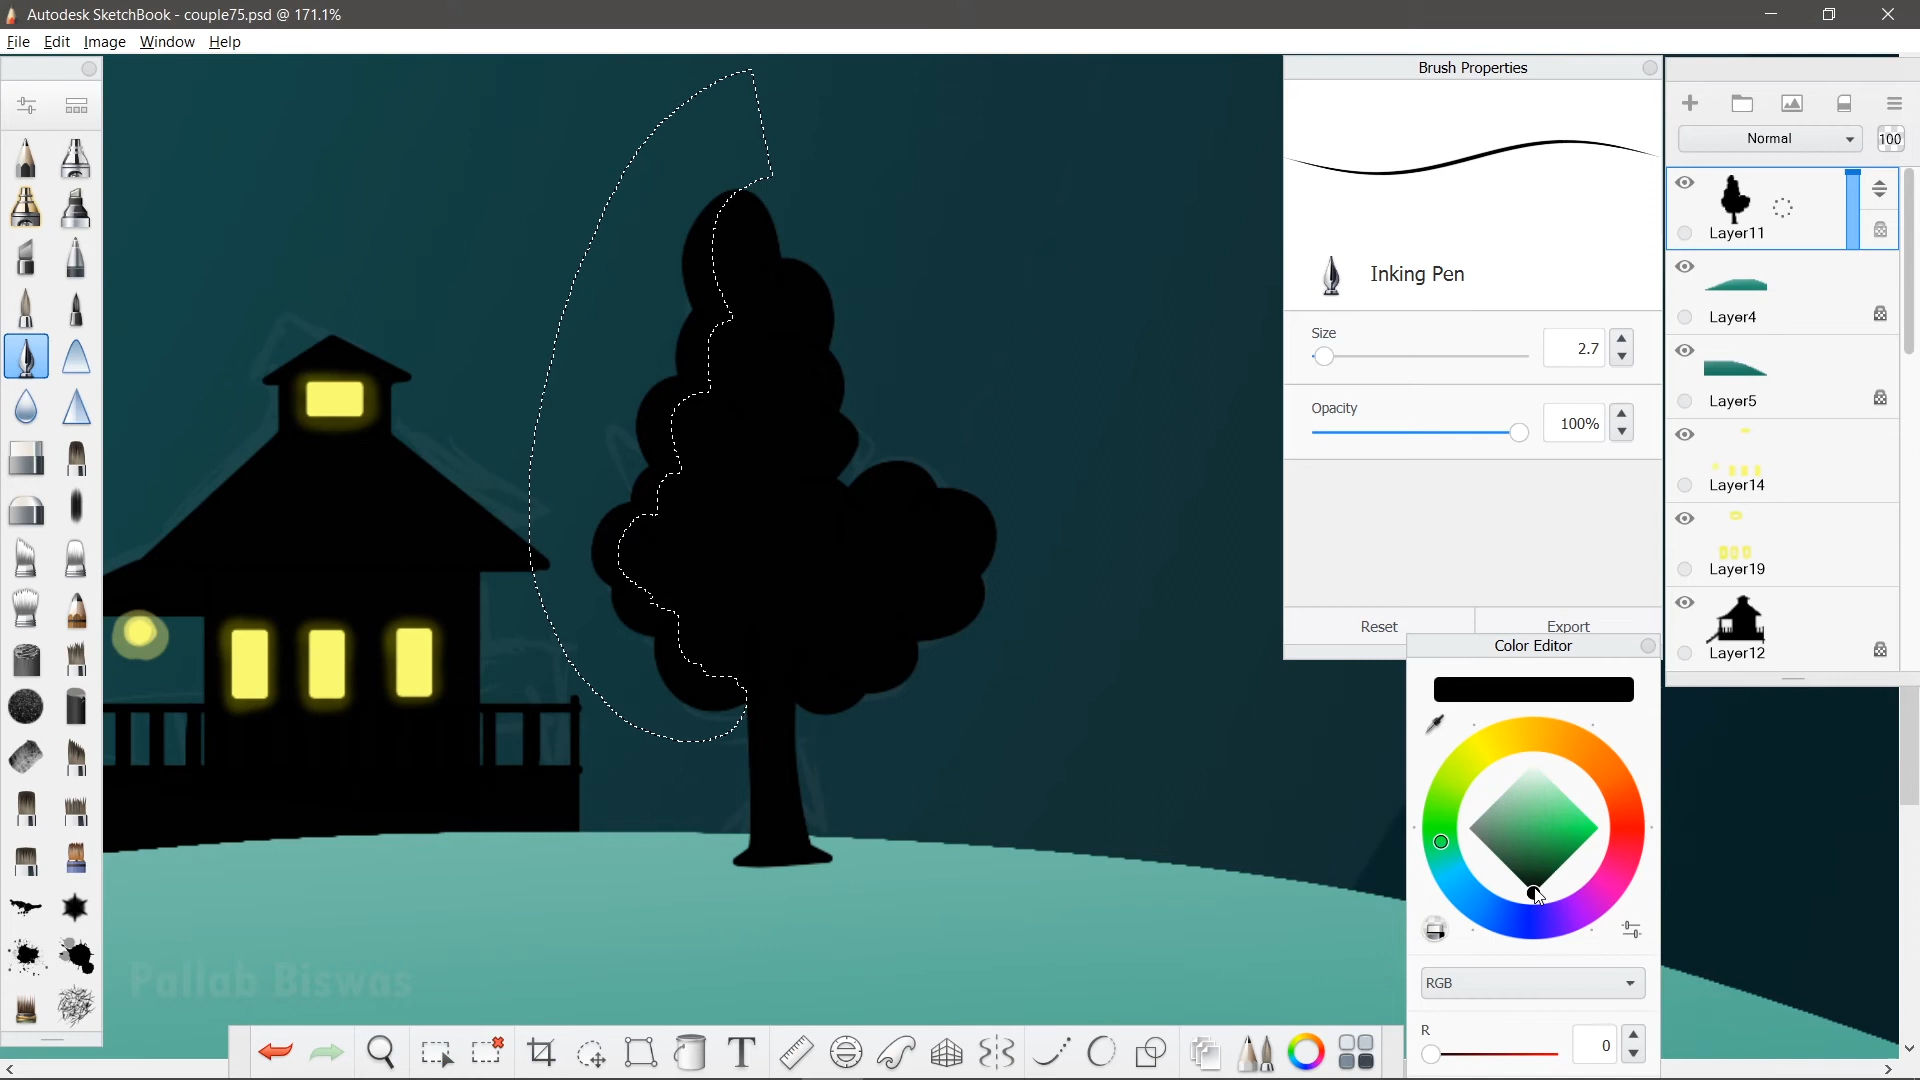 Autodesk SketchBook - couple75.psd @ 171.1%
File Edit Image Window Help
Brush Properties
Inking Pen
Size
2.7
Opacity
100%
Reset Export
Normal 100
Layer11
Layer4
Layer5
Layer14
Layer19
Layer12
Color Editor
RGB
R
0
Pallab Biswas
T